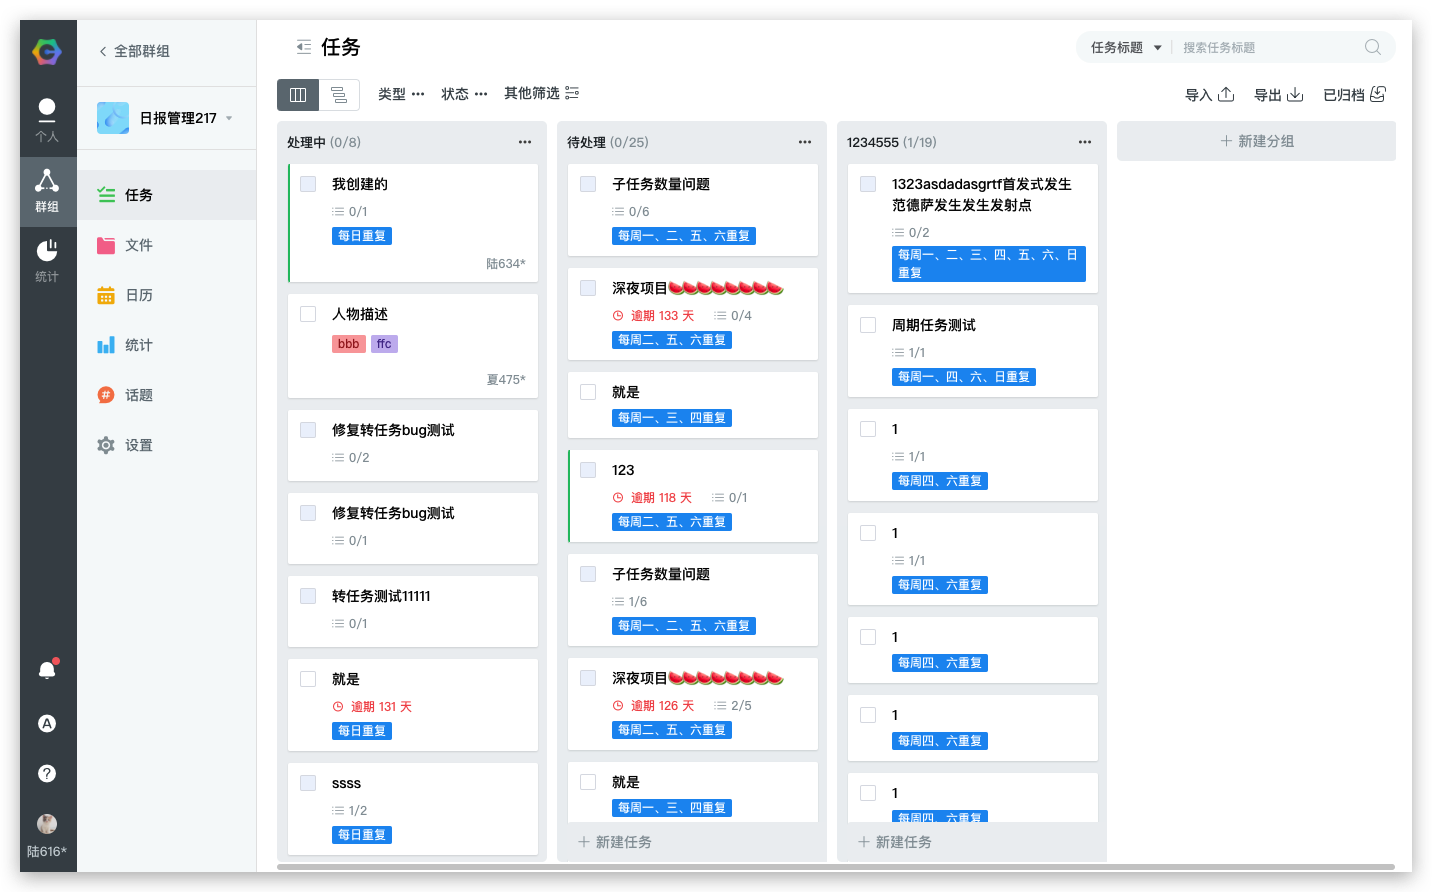 个人
群组
统计
A
?
陆616*
全部群组
日报管理217
任务
文件
日历
统计
话题
#
设置
任务
任务标题
搜索任务标题
类型 ···
状态 ···
其他筛选
导入
导出
已归档
处理中 (0/8) ···
我创建的
0/1
每日重复
陆634*
人物描述
bbb ffc
夏475*
修复转任务bug测试
0/2
修复转任务bug测试
0/1
转任务测试11111
0/1
就是
逾期 131 天
每日重复
ssss
1/2
每日重复
待处理 (0/25) ···
子任务数量问题
0/6
每周一、二、五、六重复
深夜项目🍉🍉🍉🍉🍉🍉🍉🍉
逾期 133 天 0/4
每周二、五、六重复
就是
每周一、三、四重复
123
逾期 118 天 0/1
每周二、五、六重复
子任务数量问题
1/6
每周一、二、五、六重复
深夜项目🍉🍉🍉🍉🍉🍉🍉🍉
逾期 126 天 2/5
每周二、五、六重复
就是
每周一、三、四重复
+ 新建任务
1234555 (1/19) ···
1323asdadasgrtf首发式发生
范德萨发生发生发射点
0/2
每周一、二、三、四、五、六、日
重复
周期任务测试
1/1
每周一、四、六、日重复
1
1/1
每周四、六重复
1
1/1
每周四、六重复
1
每周四、六重复
1
每周四、六重复
1
每周四、六重复
+ 新建任务
+ 新建分组